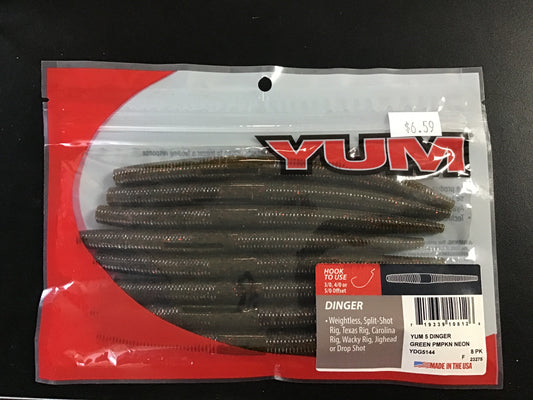 $6.59
YUM
HOOK
TO USE
3/0, 4/0 or
5/0 Offset
DINGER
• Weightless, Split-Shot
Rig, Texas Rig, Carolina
Rig, Wacky Rig, Jighead
or Drop Shot
YUM 5 DINGER
GREEN PMPKN NEON
YDG5144
8 PK
F
23275
MADE IN THE USA